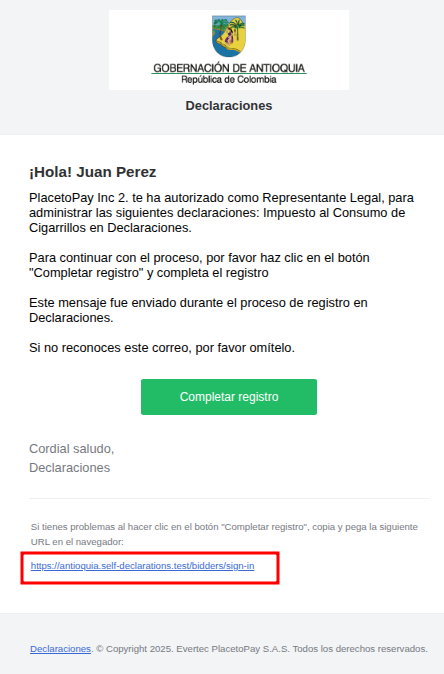 GOBERNACIÓN DE ANTIOQUIA
República de Colombia
Declaraciones
¡Hola! Juan Perez
PlacetoPay Inc 2. te ha autorizado como Representante Legal, para
administrar las siguientes declaraciones: Impuesto al Consumo de
Cigarrillos en Declaraciones.
Para continuar con el proceso, por favor haz clic en el botón
"Completar registro" y completa el registro
Este mensaje fue enviado durante el proceso de registro en
Declaraciones.
Si no reconoces este correo, por favor omítelo.
Completar registro
Cordial saludo,
Declaraciones
Si tienes problemas al hacer clic en el botón "Completar registro", copia y pega la siguiente
URL en el navegador:
https://antioquia.self-declarations.test/bidders/sign-in
Declaraciones. © Copyright 2025. Evertec PlacetoPay S.A.S. Todos los derechos reservados.